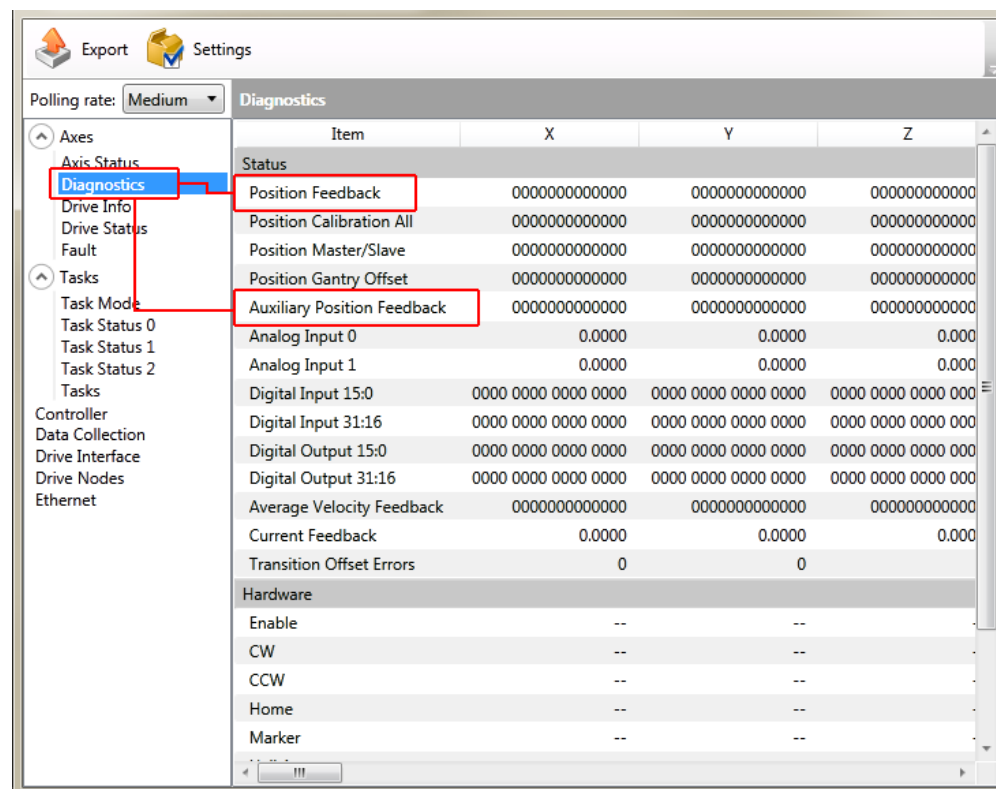 Export Settings
Polling rate: Medium Diagnostics
Axes
Axis Status
Diagnostics
Drive Info
Drive Status
Fault
Tasks
Task Mode
Task Status 0
Task Status 1
Task Status 2
Tasks
Controller
Data Collection
Drive Interface
Drive Nodes
Ethernet
Item X Y Z
Status
Position Feedback 0000000000000 0000000000000 000000000000
Position Calibration All 0000000000000 0000000000000 000000000000
Position Master/Slave 0000000000000 0000000000000 000000000000
Position Gantry Offset 0000000000000 0000000000000 000000000000
Auxiliary Position Feedback 0000000000000 0000000000000 000000000000
Analog Input 0 0.0000 0.0000 0.000
Analog Input 1 0.0000 0.0000 0.000
Digital Input 15:0 0000 0000 0000 0000 0000 0000 0000 0000 0000 0000 0000 000
Digital Input 31:16 0000 0000 0000 0000 0000 0000 0000 0000 0000 0000 0000 000
Digital Output 15:0 0000 0000 0000 0000 0000 0000 0000 0000 0000 0000 0000 000
Digital Output 31:16 0000 0000 0000 0000 0000 0000 0000 0000 0000 0000 0000 000
Average Velocity Feedback 0000000000000 0000000000000 000000000000
Current Feedback 0.0000 0.0000 0.000
Transition Offset Errors 0 0
Hardware
Enable -- -- -
CW -- -- -
CCW -- -- -
Home -- -- -
Marker -- -- -